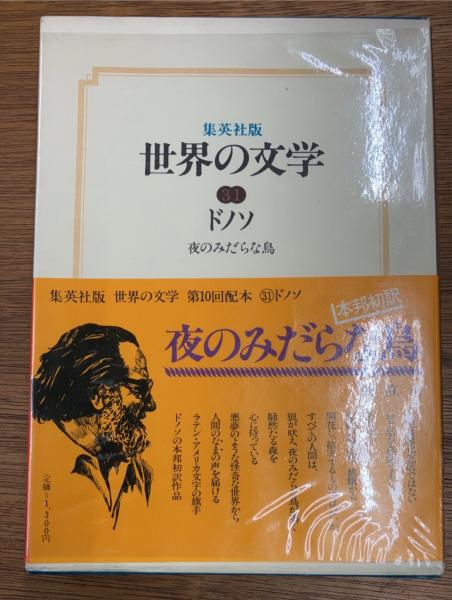 集英社版
世界の文学
31
ドノソ
夜のみだらな鳥
集英社版 世界の文学 第10回配本 ㉛ドノソ
本邦初訳
夜のみだらな鳥
すべての人間は、
狼が吠え、夜のみだらな鳥が
騒然たる森を
心に持っている
悪夢のような怪奇な世界から
人間のなまの声を届ける
ラテン・アメリカ文学の旗手
ドノソの本邦初訳作品
定価=1,300円